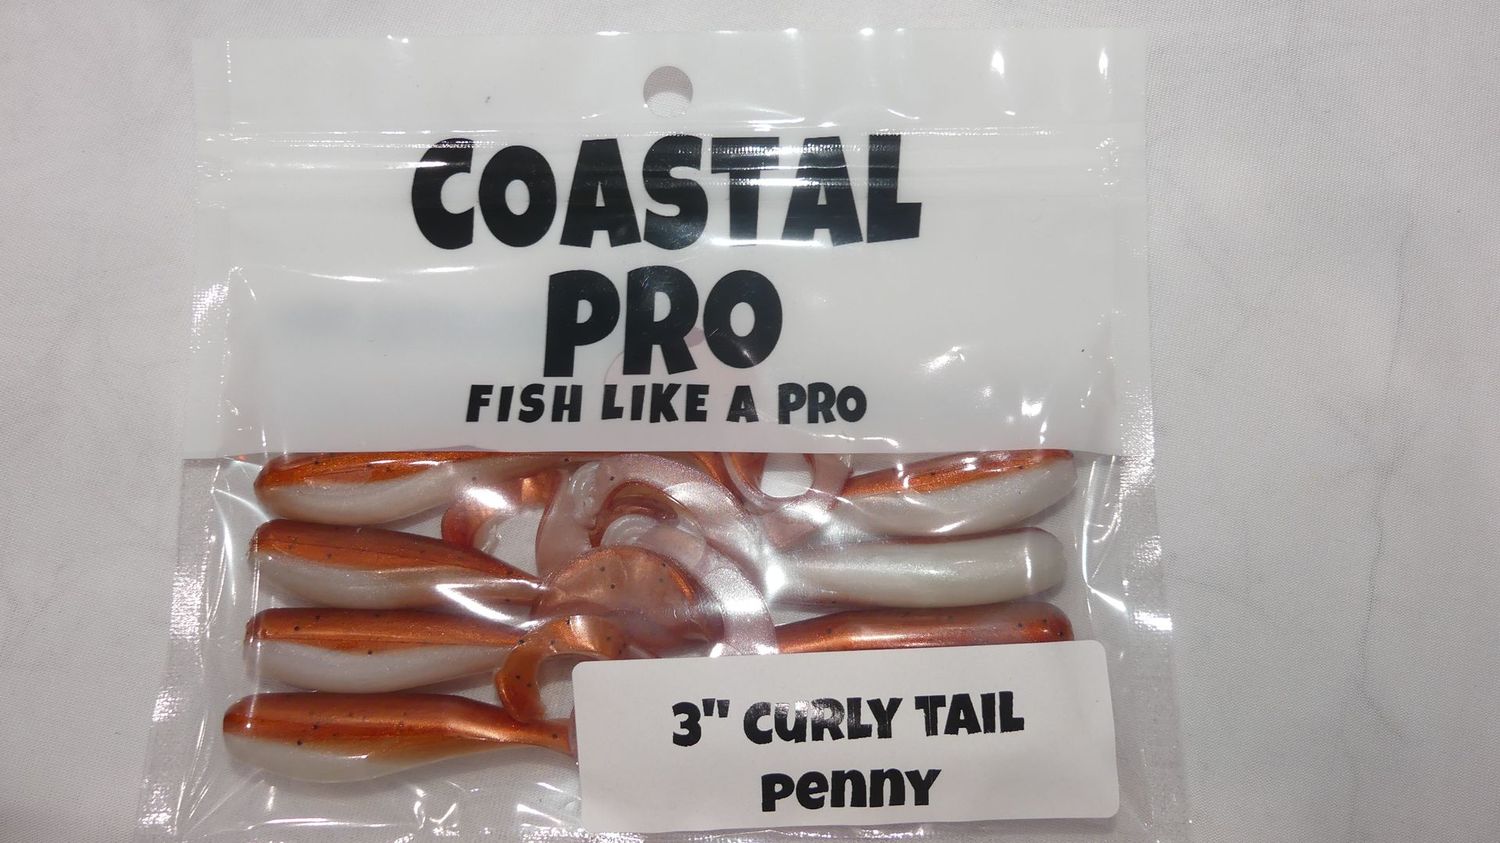 COASTAL
PRO
FISH LIKE A PRO
3" CURLY TAIL
Penny